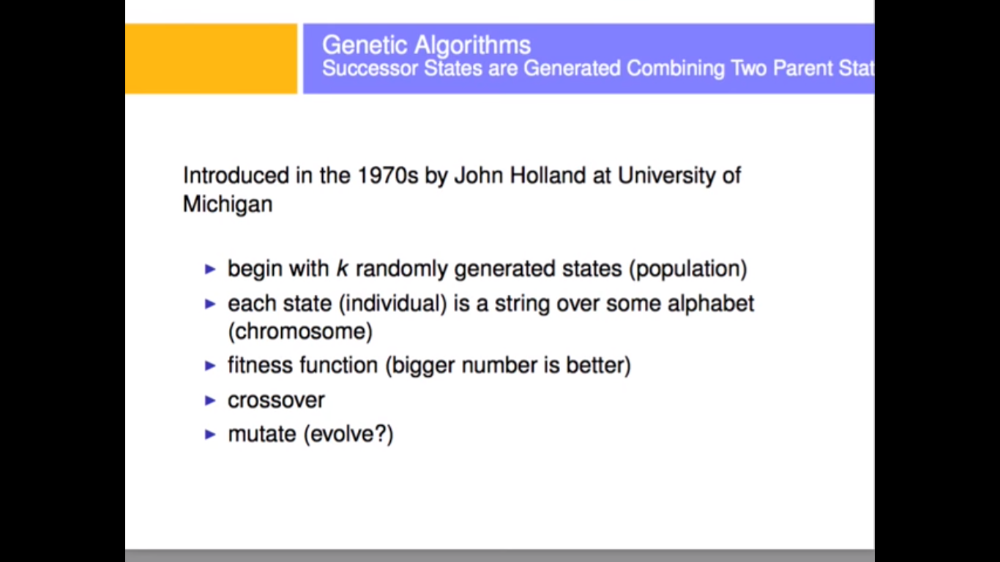 Genetic Algorithms
Successor States are Generated Combining Two Parent Stat
Introduced in the 1970s by John Holland at University of
Michigan
▶ begin with k randomly generated states (population)
▶ each state (individual) is a string over some alphabet
(chromosome)
▶ fitness function (bigger number is better)
▶ crossover
▶ mutate (evolve?)